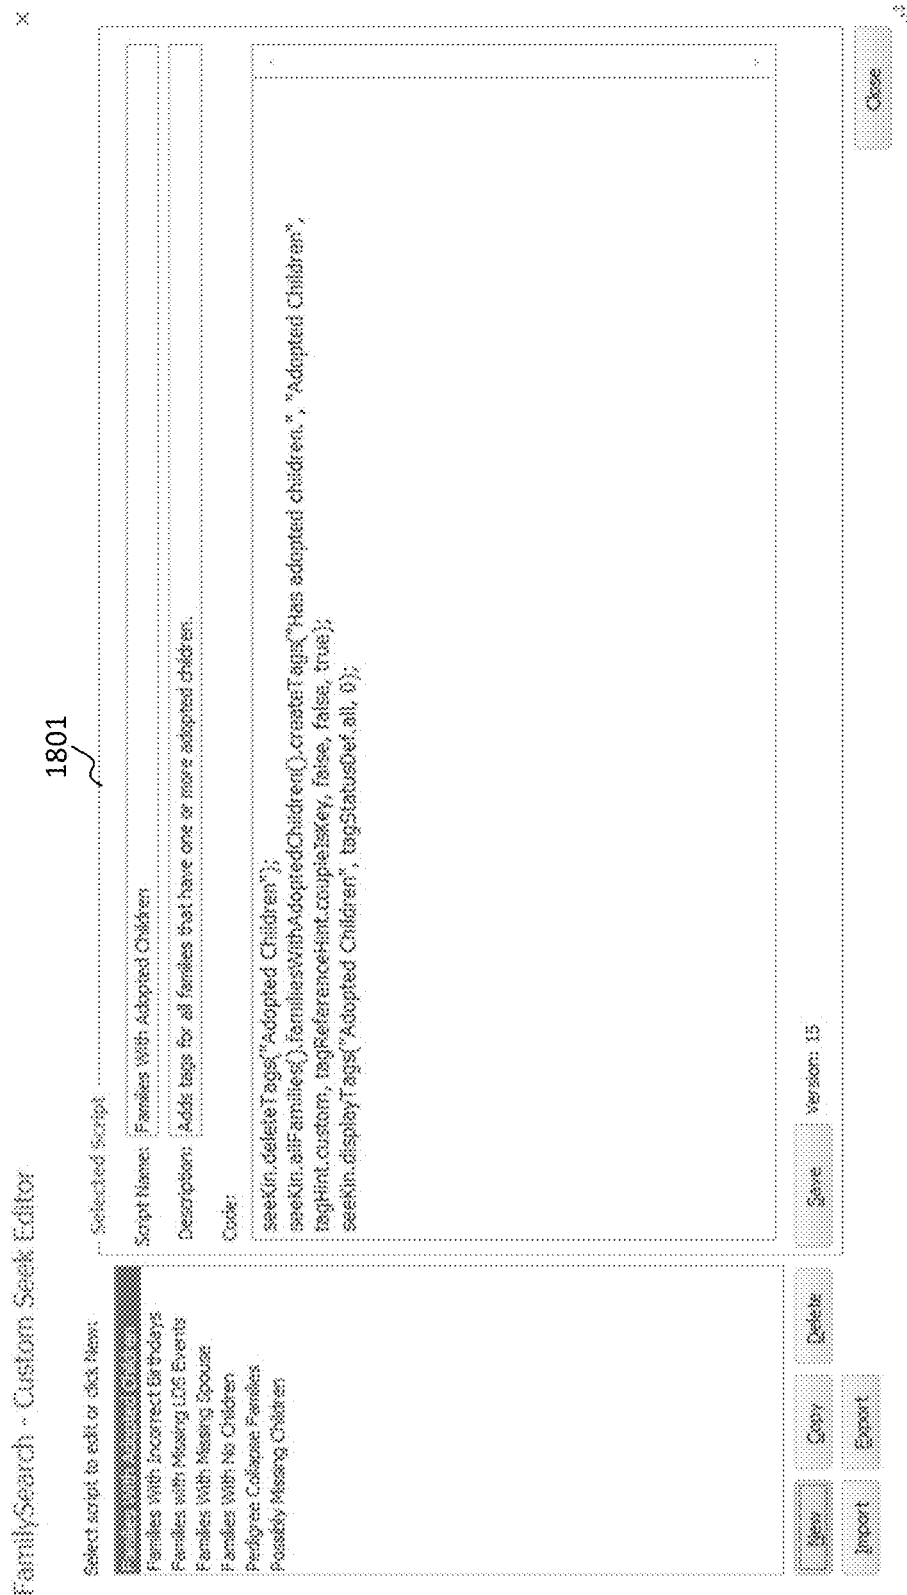 FamilySearch - Custom Seek Editor
Select script to edit or click New:
Families With Incorrect Birthdays
Families with Missing LDS Events
Families With Missing Spouse
Families With No Children
Pedigree Collapse Families
Possibly Missing Children
New
Copy
Delete
Import
Export
1801
Selected Script
Script Name: Families With Adopted Children
Description: Adds tags for all families that have one or more adopted children.
Code:
seekin.deleteTags("Adopted Children");
seekin.allFamilies().familiesWithAdoptedChildren().createTags("Has adopted children.", "Adopted Children",
tagHint.custom, tagReferenceHint.coupleIsKey, false, false, true);
seekin.displayTags("Adopted Children", tagStatusDef.all, 0);
Save
Version: 15
Close